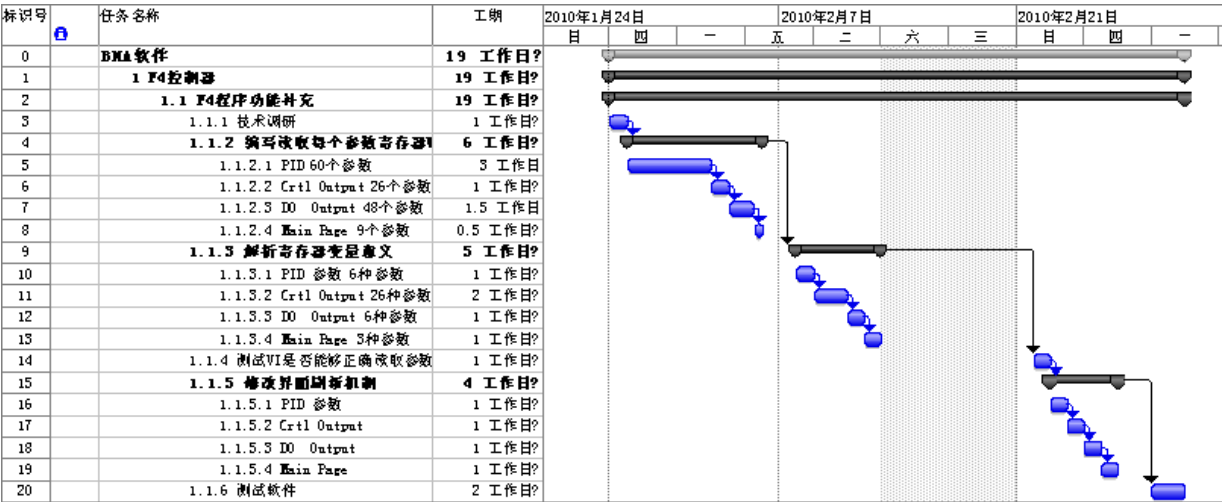 标识号 任务名称 工期 2010年1月24日 2010年2月7日 2010年2月21日
日 四 一 五 二 六 三 日 四 一
0 BMA软件 19 工作日?
1 1 F4控制器 19 工作日?
2 1.1 F4程序功能补充 19 工作日?
3 1.1.1 技术调研 1 工作日?
4 1.1.2 编写读取每个参数寄存器 6 工作日?
5 1.1.2.1 PID 60个参数 3 工作日
6 1.1.2.2 Crtl Output 26个参数 1 工作日?
7 1.1.2.3 DO Output 48个参数 1.5 工作日
8 1.1.2.4 Main Page 9个参数 0.5 工作日?
9 1.1.3 解析寄存器变量意义 5 工作日?
10 1.1.3.1 PID 参数 6种参数 1 工作日?
11 1.1.3.2 Crtl Output 26种参数 2 工作日?
12 1.1.3.3 DO Output 6种参数 1 工作日?
13 1.1.3.4 Main Page 3种参数 1 工作日?
14 1.1.4 测试VI是否能够正确读取参数 1 工作日?
15 1.1.5 修改界面刷新机制 4 工作日?
16 1.1.5.1 PID 参数 1 工作日?
17 1.1.5.2 Crtl Output 1 工作日?
18 1.1.5.3 DO Output 1 工作日?
19 1.1.5.4 Main Page 1 工作日?
20 1.1.6 测试软件 2 工作日?